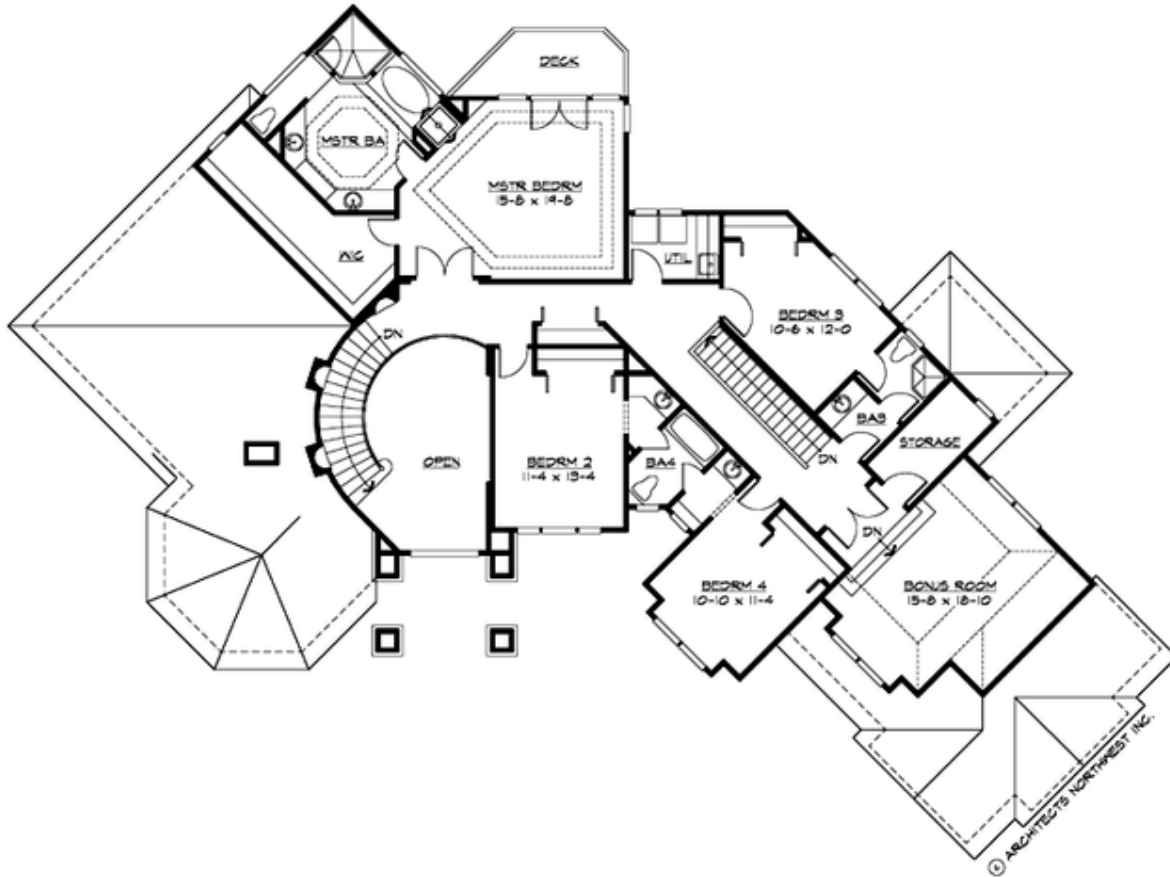 DECK
MSTR BA
MSTR BEDRM
15-8 x 19-8
WIC
UTIL
BEDRM 3
10-6 x 12-0
DN
BA3
STORAGE
OPEN
BEDRM 2
11-4 x 13-4
BA4
DN
DN
BEDRM 4
10-10 x 11-4
BONUS ROOM
15-8 x 18-10
© ARCHITECTS NORTHWEST INC.